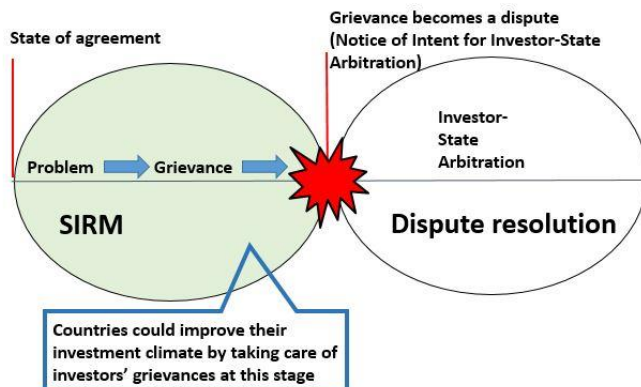 State of agreement
Grievance becomes a dispute
(Notice of Intent for Investor-State
Arbitration)
Problem
Grievance
Investor-
State
Arbitration
SIRM
Dispute resolution
Countries could improve their
investment climate by taking care of
investors' grievances at this stage